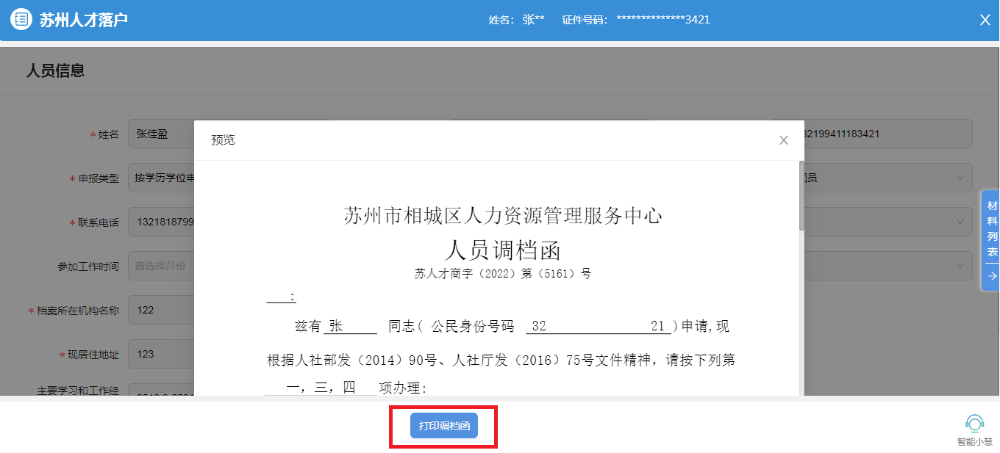 苏州人才落户 姓名： 张** 证件号码： **************3421 X
人员信息
* 姓名 张佳盈 32199411183421
预览 X
* 申报类型 按学历学位申 团员
* 联系电话 1321818799
苏州市相城区人力资源管理服务中心
人员调档函
参加工作时间 请选择月份
苏人才商字（2022）第（5161）号
：
* 档案所在机构名称 122
兹有 张 同志( 公民身份号码 32 21 )申请,现
* 现居住地址 123
根据人社部发（2014）90号、人社厅发（2016）75号文件精神，请按下列第
主要学习和工作经
一，三，四 项办理:
材料列表
打印调档函
智能小慧